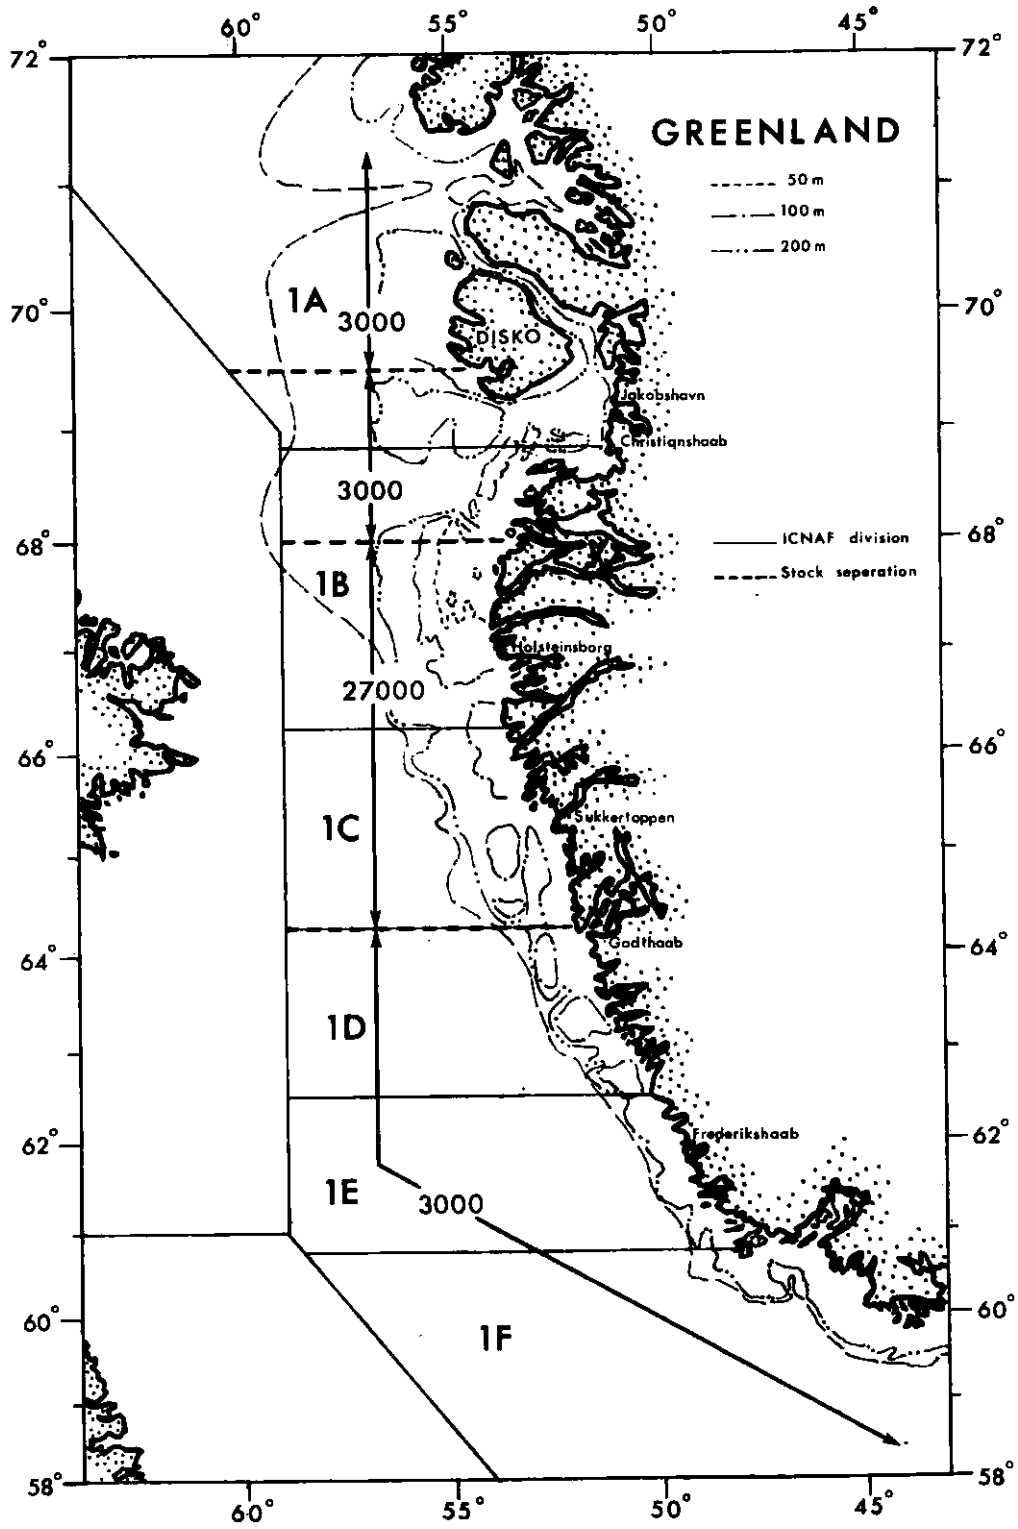 60° 55° 50° 45°
72° 72°
GREENLAND
50 m
100 m
200 m
1A
3000
70° 70°
DISKO
Jakobshavn
Christianshaab
3000
ICNAF division
68° 68°
Stock seperation
1B
Holsteinsborg
27000
66° 66°
1C
Sukkertoppen
Godthaab
64° 64°
1D
Frederikshaab
62° 62°
1E
3000
60° 60°
1F
58° 58°
60° 55° 50° 45°